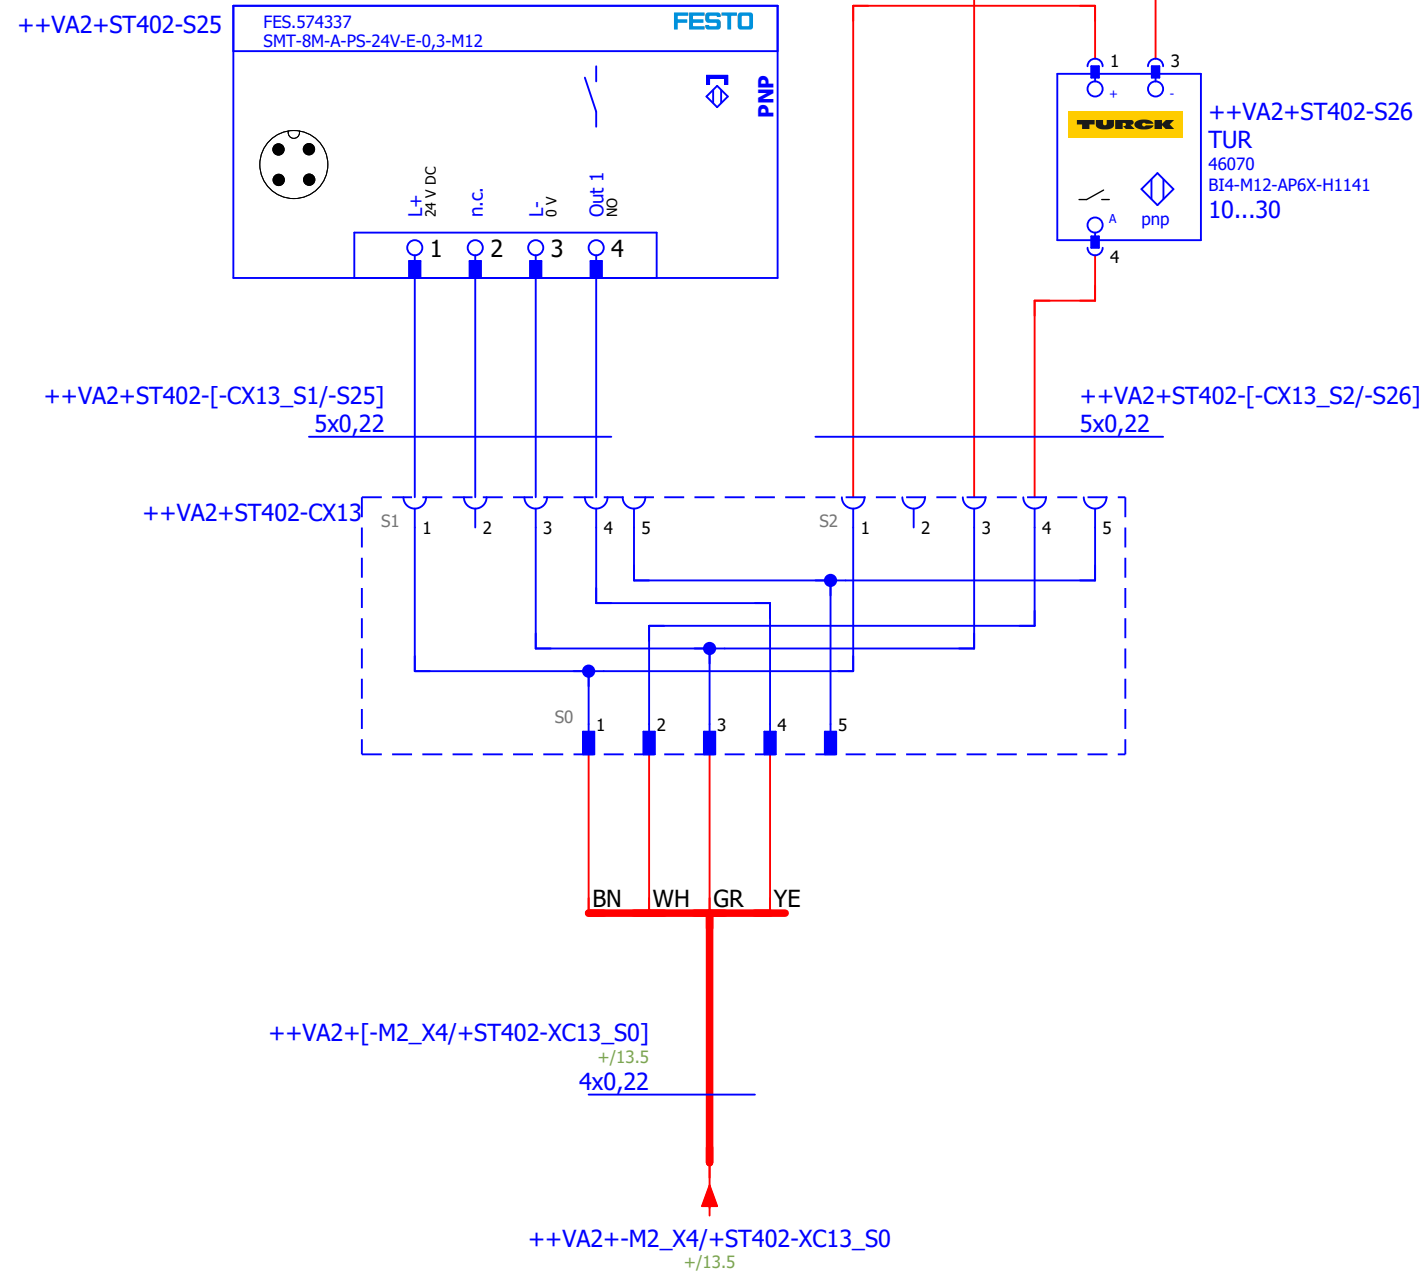 ++VA2+ST402-S25
FES.574337
SMT-8M-A-PS-24V-E-0,3-M12
FESTO
PNP
L+
24 V DC
n.c.
L-
0 V
Out 1
NO
1 2 3 4
1 3
+ -
TURCK
++VA2+ST402-S26
TUR
46070
BI4-M12-AP6X-H1141
10...30
A
pnp
4
++VA2+ST402-[-CX13_S1/-S25]
5x0,22
++VA2+ST402-[-CX13_S2/-S26]
5x0,22
++VA2+ST402-CX13
S1 1 2 3 4 5
S2 1 2 3 4 5
S0 1 2 3 4 5
BN WH GR YE
++VA2+[-M2_X4/+ST402-XC13_S0]
+/13.5
4x0,22
++VA2+-M2_X4/+ST402-XC13_S0
+/13.5